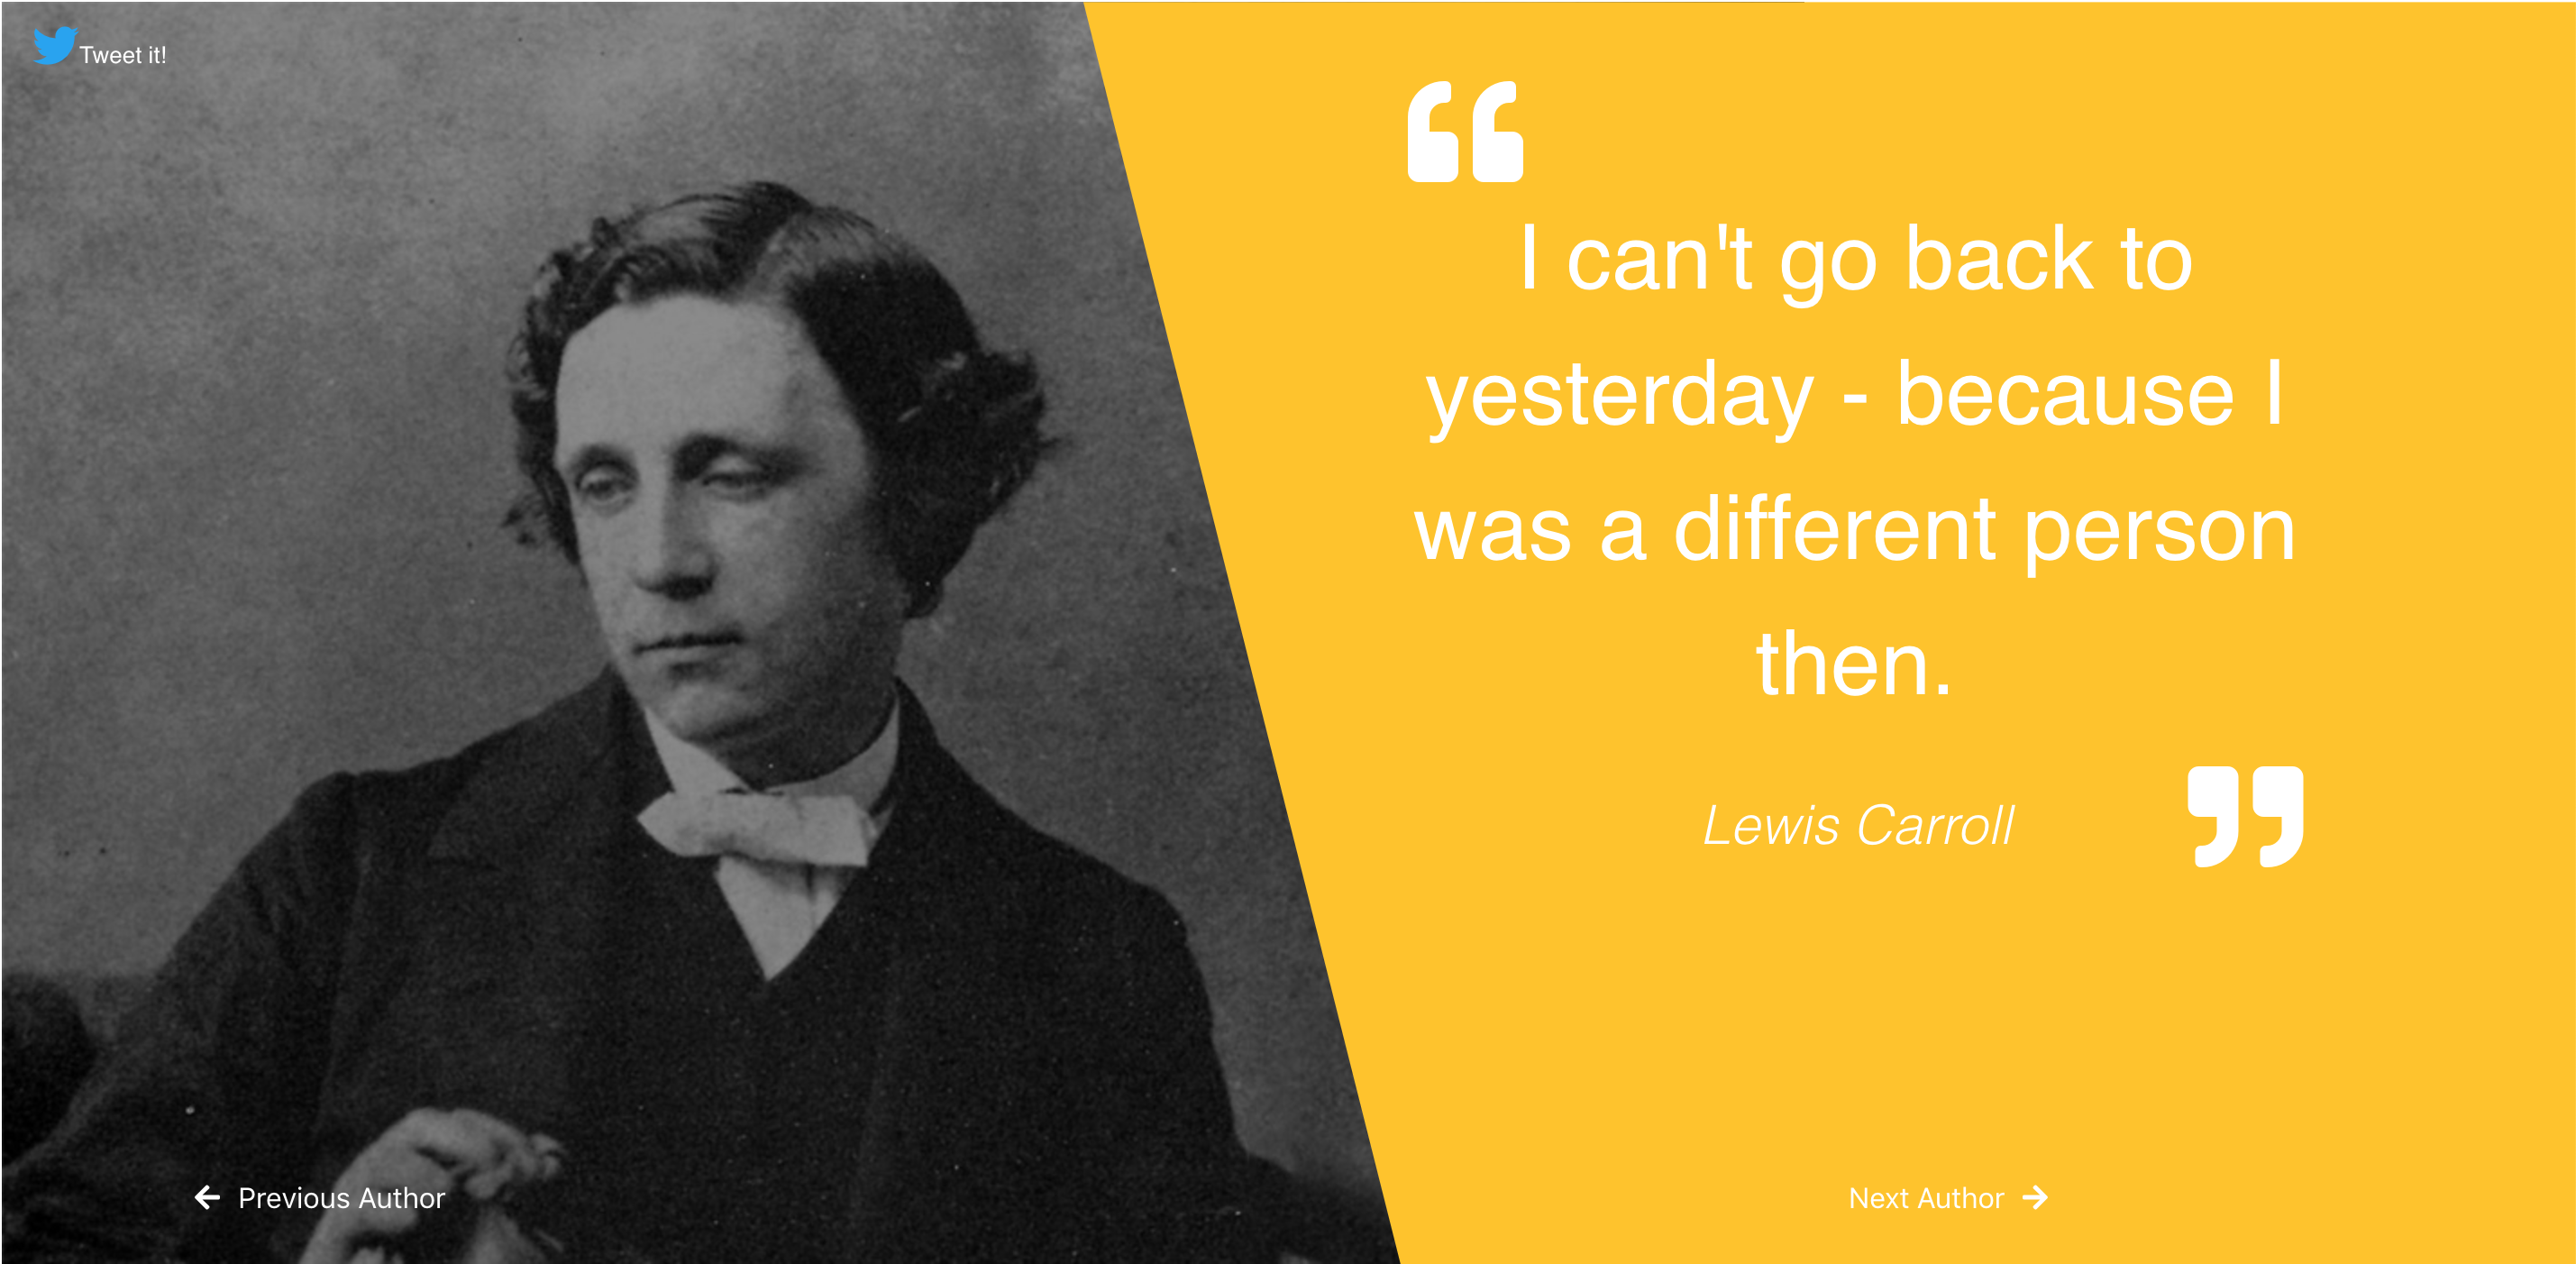 Tweet it!
I can't go back to
yesterday - because I
was a different person
then.
Lewis Carroll
Previous Author
Next Author